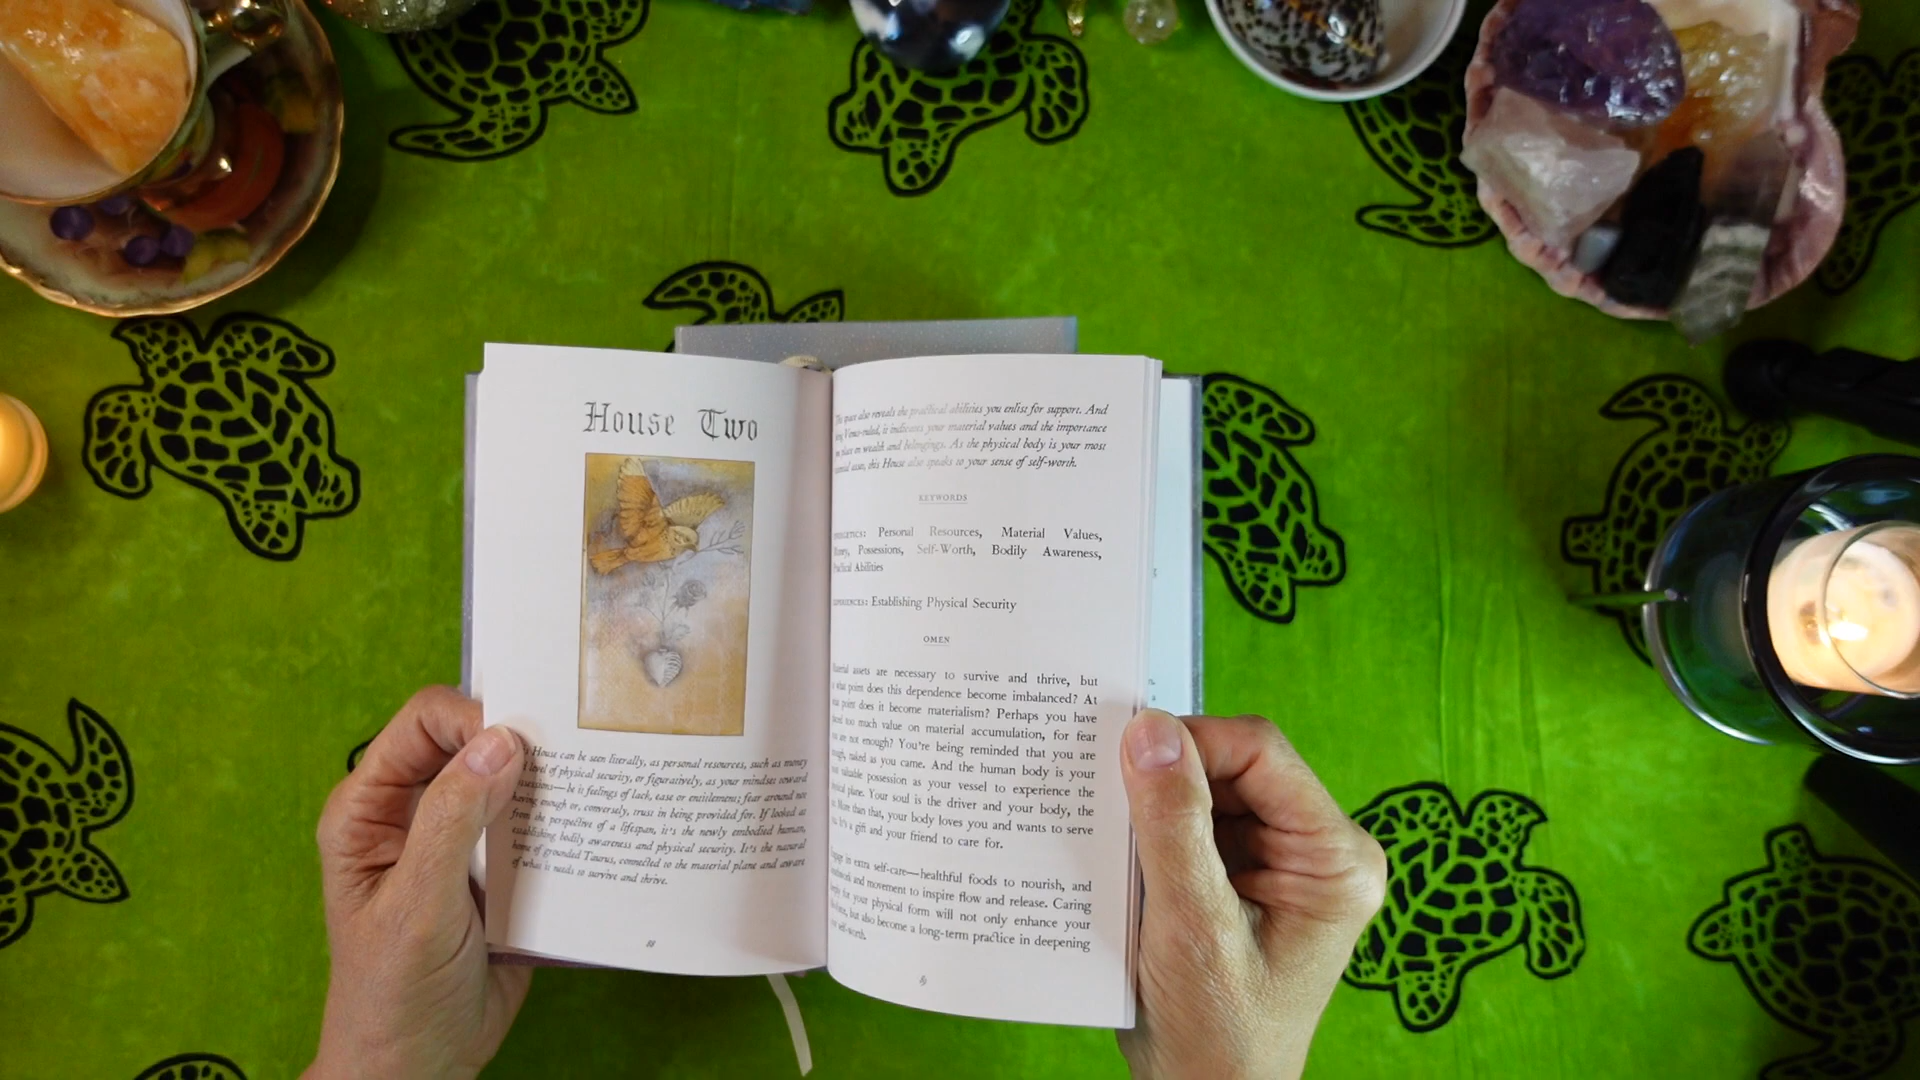 House Two
House can be seen literally, as personal resources, such as money
level of physical security, or figuratively, as your mindset toward
possessions—be it feelings of lack, ease or entitlement; fear around not
having enough or, conversely, trust in being provided for. If looked at
from the perspective of a lifespan, it's the newly embodied human,
establishing bodily awareness and physical security. It's the natural
home of grounded Taurus, connected to the material plane and aware
of what is needs to survive and thrive.
88
This space also reveals the practical abilities you enlist for support. And
being Venus-ruled, it indicates your material values and the importance
you place on wealth and belongings. As the physical body is your most
asset, this House also speaks to your sense of self-worth.
KEYWORDS
ENERGETICS: Personal Resources, Material Values,
Money, Possessions, Self-Worth, Bodily Awareness,
Practical Abilities
EXPERIENCES: Establishing Physical Security
OMEN
Material assets are necessary to survive and thrive, but
at what point does this dependence become imbalanced? At
what point does it become materialism? Perhaps you have
placed too much value on material accumulation, for fear
you are not enough? You're being reminded that you are
enough, naked as you came. And the human body is your
most valuable possession as your vessel to experience the
physical plane. Your soul is the driver and your body, the
More than that, your body loves you and wants to serve
you. It's a gift and your friend to care for.
Engage in extra self-care—healthful foods to nourish, and
and movement to inspire flow and release. Caring
deeply for your physical form will not only enhance your
but also become a long-term practice in deepening
your self-worth.
89